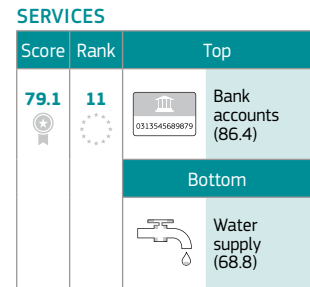 SERVICES
Score Rank Top
79.1 11
0313545689879
Bank
accounts
(86.4)
Bottom
Water
supply
(68.8)